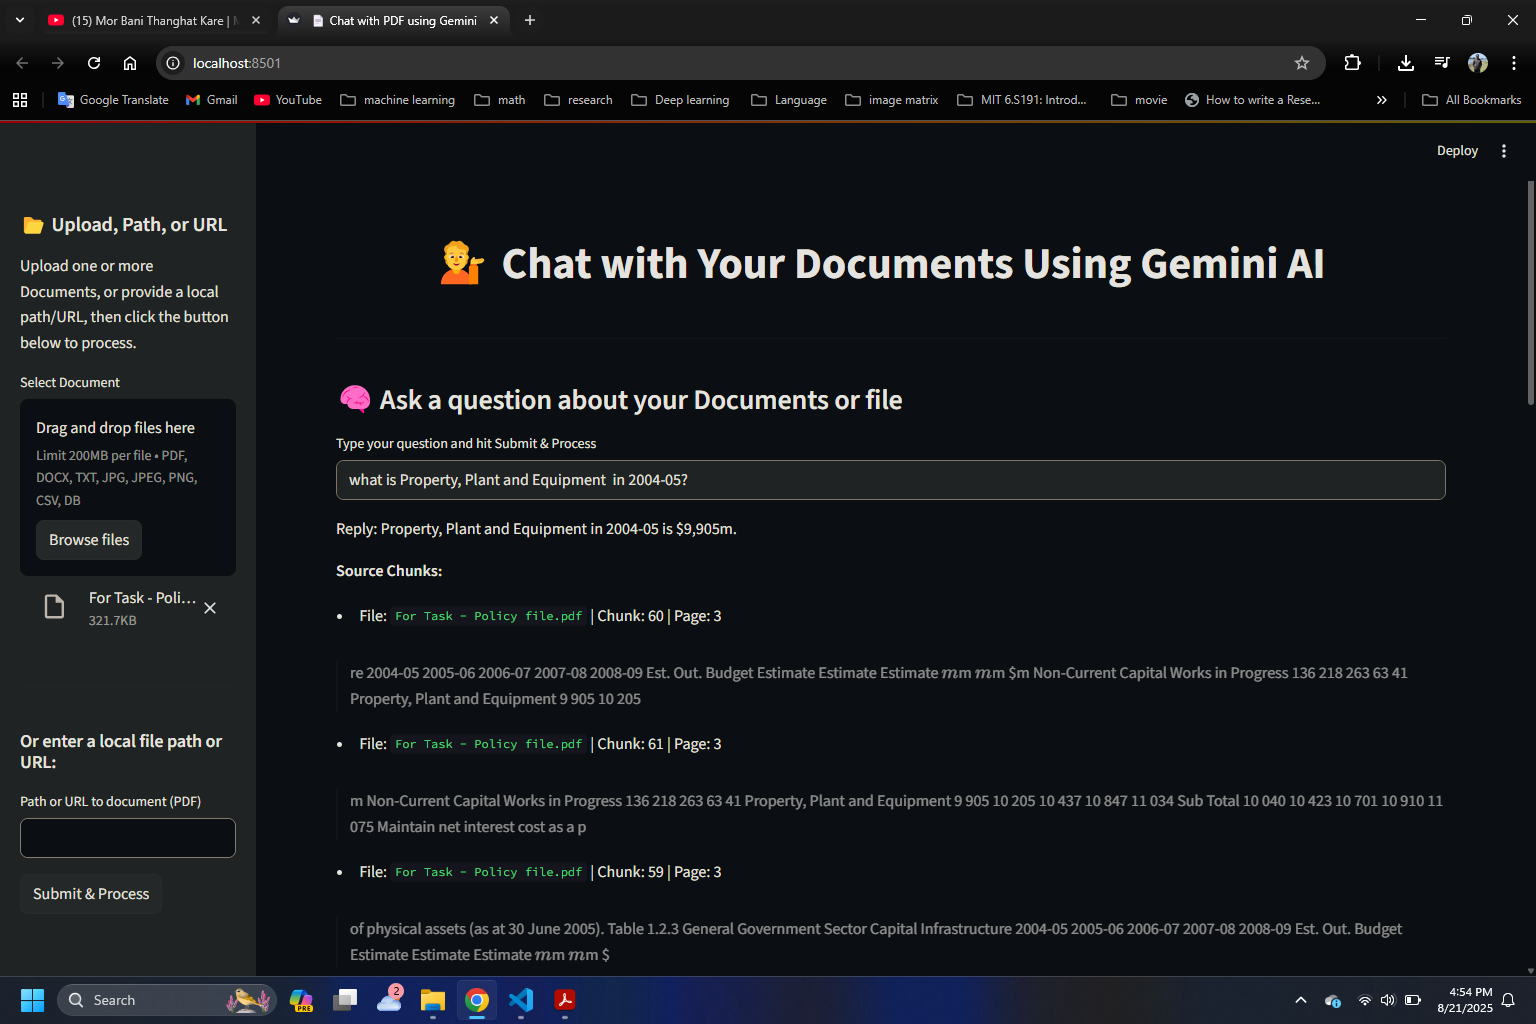 (15) Mor Bani Thanghat Kare |
Chat with PDF using Gemini
localhost:8501
Google Translate
Gmail
YouTube
machine learning
math
research
Deep learning
Language
image matrix
MIT 6.S191: Introd...
movie
How to write a Rese...
All Bookmarks
Deploy
Upload, Path, or URL
Upload one or more
Documents, or provide a local
path/URL, then click the button
below to process.
Select Document
Drag and drop files here
Limit 200MB per file • PDF,
DOCX, TXT, JPG, JPEG, PNG,
CSV, DB
Browse files
For Task - Poli...
321.7KB
Or enter a local file path or
URL:
Path or URL to document (PDF)
Submit & Process
Chat with Your Documents Using Gemini AI
Ask a question about your Documents or file
Type your question and hit Submit & Process
what is Property, Plant and Equipment  in 2004-05?
Reply: Property, Plant and Equipment in 2004-05 is $9,905m.
Source Chunks:
• File: For Task - Policy file.pdf | Chunk: 60 | Page: 3
re 2004-05 2005-06 2006-07 2007-08 2008-09 Est. Out. Budget Estimate Estimate Estimate mm mm $m Non-Current Capital Works in Progress 136 218 263 63 41
Property, Plant and Equipment 9 905 10 205
• File: For Task - Policy file.pdf | Chunk: 61 | Page: 3
m Non-Current Capital Works in Progress 136 218 263 63 41 Property, Plant and Equipment 9 905 10 205 10 437 10 847 11 034 Sub Total 10 040 10 423 10 701 10 910 11
075 Maintain net interest cost as a p
• File: For Task - Policy file.pdf | Chunk: 59 | Page: 3
of physical assets (as at 30 June 2005). Table 1.2.3 General Government Sector Capital Infrastructure 2004-05 2005-06 2006-07 2007-08 2008-09 Est. Out. Budget
Estimate Estimate Estimate mm mm $
Search
PRE
2
4:54 PM
8/21/2025